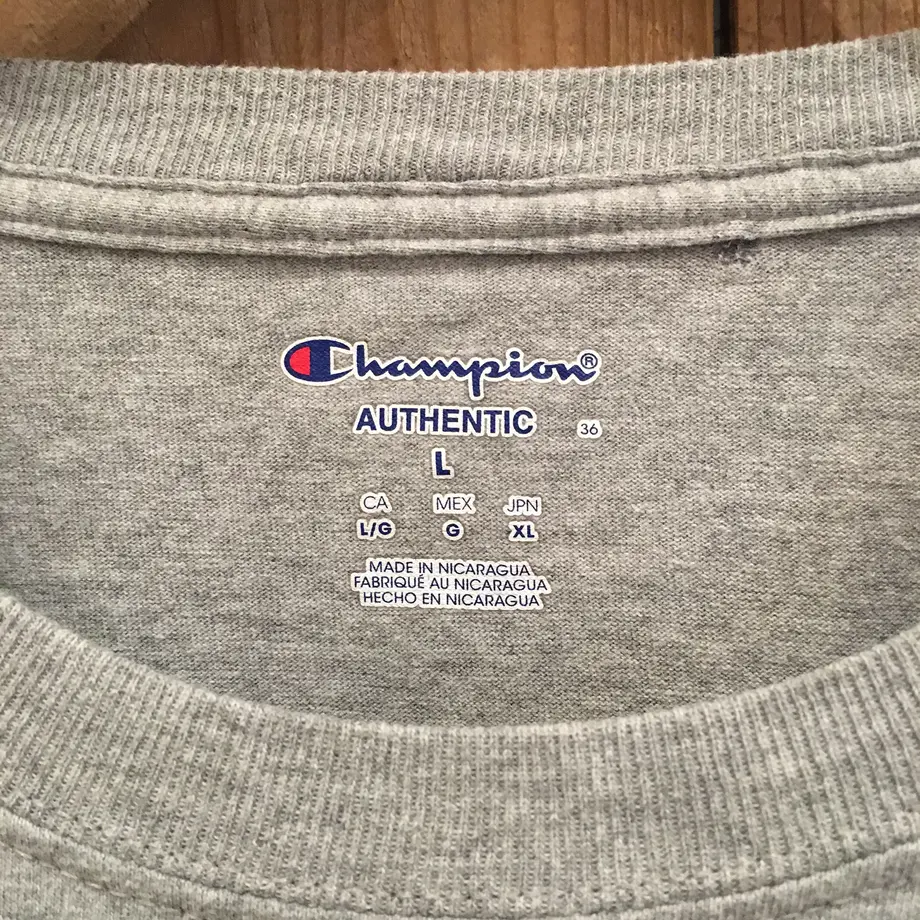 Champion®
AUTHENTIC 36
L
CA MEX JPN
L/G G XL
MADE IN NICARAGUA
FABRIQUÉ AU NICARAGUA
HECHO EN NICARAGUA